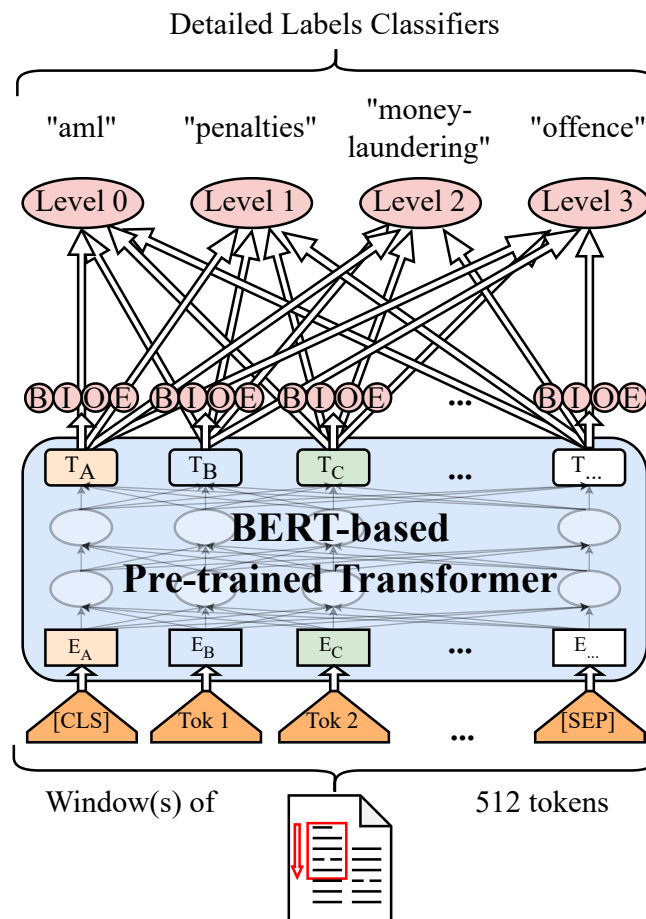 Detailed Labels Classifiers
"aml" "penalties" "money-laundering" "offence"
Level 0 Level 1 Level 2 Level 3
B I O E B I O E B I O E ... B I O E
T_A T_B T_C ... T_...
BERT-based
Pre-trained Transformer
E_A E_B E_C ... E_...
[CLS] Tok 1 Tok 2 ... [SEP]
Window(s) of 512 tokens